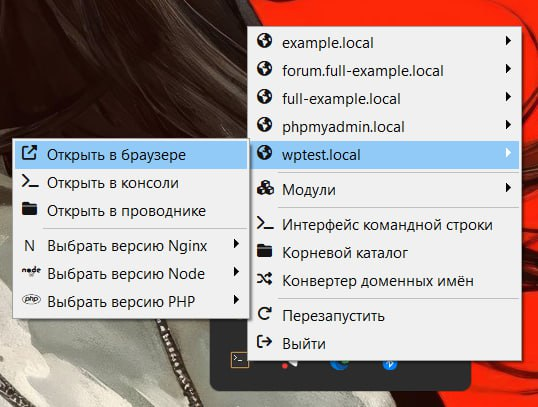 example.local
forum.full-example.local
full-example.local
phpmyadmin.local
wptest.local
Модули
Интерфейс командной строки
Корневой каталог
Конвертер доменных имён
Перезапустить
Выйти
Открыть в браузере
Открыть в консоли
Открыть в проводнике
N Выбрать версию Nginx
node Выбрать версию Node
php Выбрать версию PHP